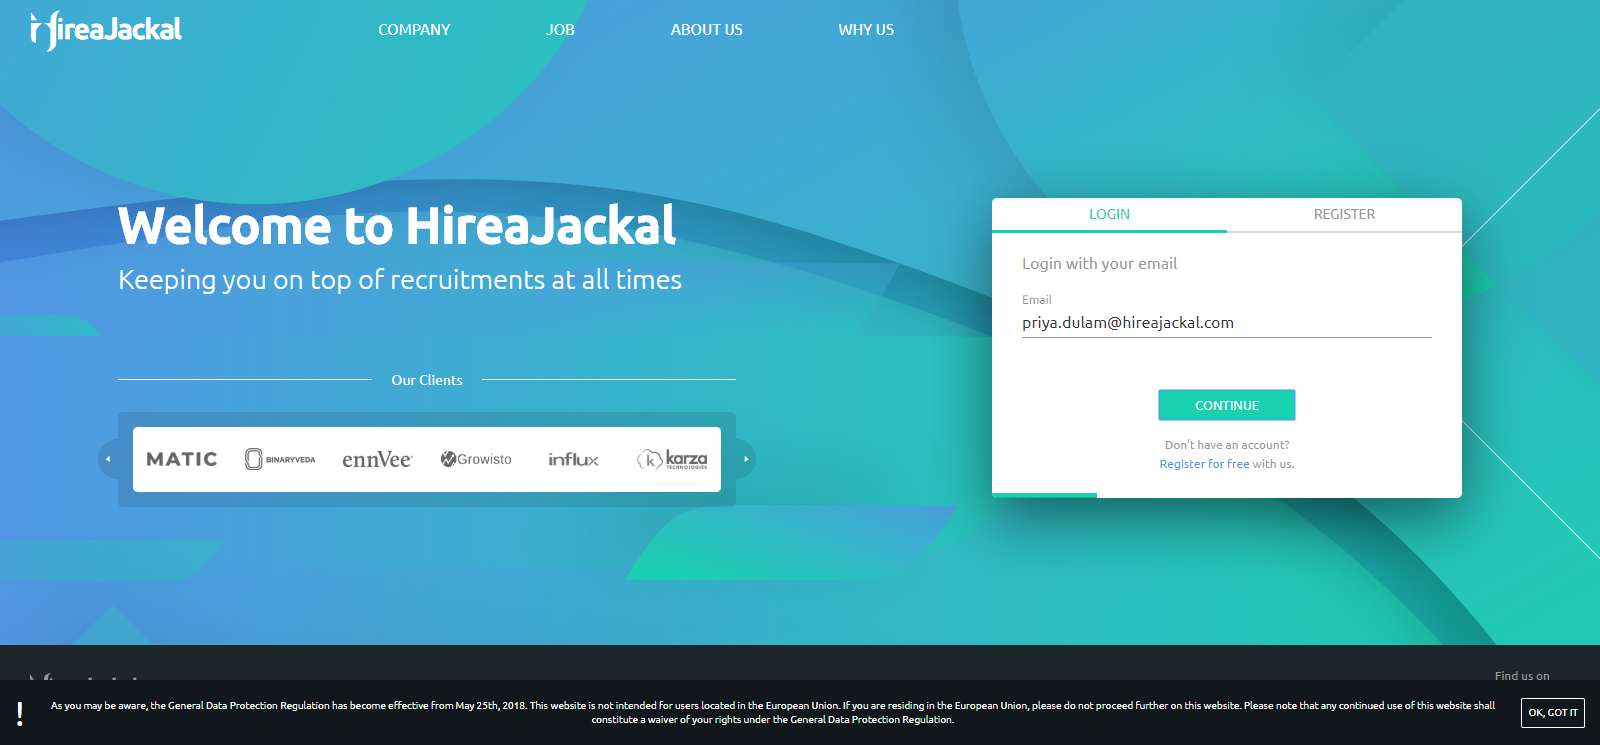 HireaJackal
COMPANY
JOB
ABOUT US
WHY US
Welcome to HireaJackal
Keeping you on top of recruitments at all times
Our Clients
MATIC
BINARYVEDA
ennVee
Growisto
influx
k karza
TECHNOLOGIES
LOGIN
REGISTER
Login with your email
Email
priya.dulam@hireajackal.com
CONTINUE
Don't have an account?
Register for free with us.
Find us on
! As you may be aware, the General Data Protection Regulation has become effective from May 25th, 2018. This website is not intended for users located in the European Union. If you are residing in the European Union, please do not proceed further on this website. Please note that any continued use of this website shall
constitute a waiver of your rights under the General Data Protection Regulation.
OK, GOT IT